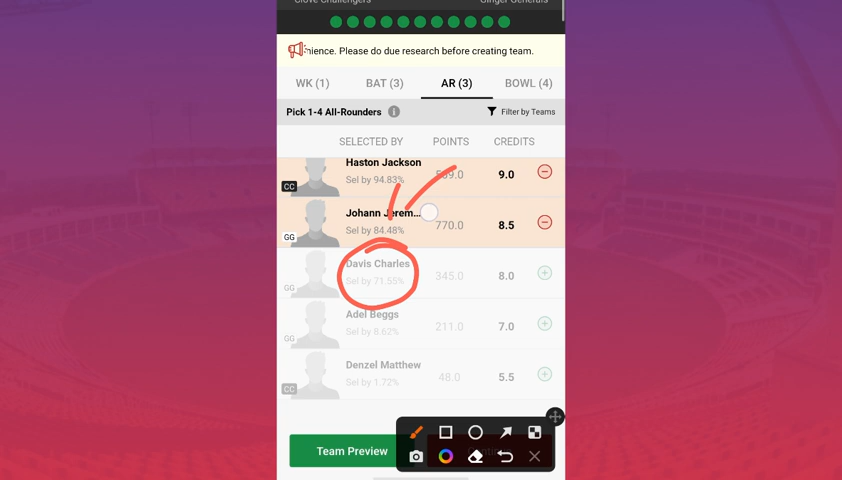 Clove Challengers Ginger Generals
ience. Please do due research before creating team.
WK (1) BAT (3) AR (3) BOWL (4)
Pick 1-4 All-Rounders i Filter by Teams
SELECTED BY POINTS CREDITS
Haston Jackson
Sel by 94.83% 9.0
CC
Johann Jerem...
Sel by 84.48% 770.0 8.5
GG
Davis Charles
Sel by 71.55% 345.0 8.0
GG
Adel Beggs
Sel by 8.62% 211.0 7.0
GG
Denzel Matthew
Sel by 1.72% 48.0 5.5
CC
Team Preview